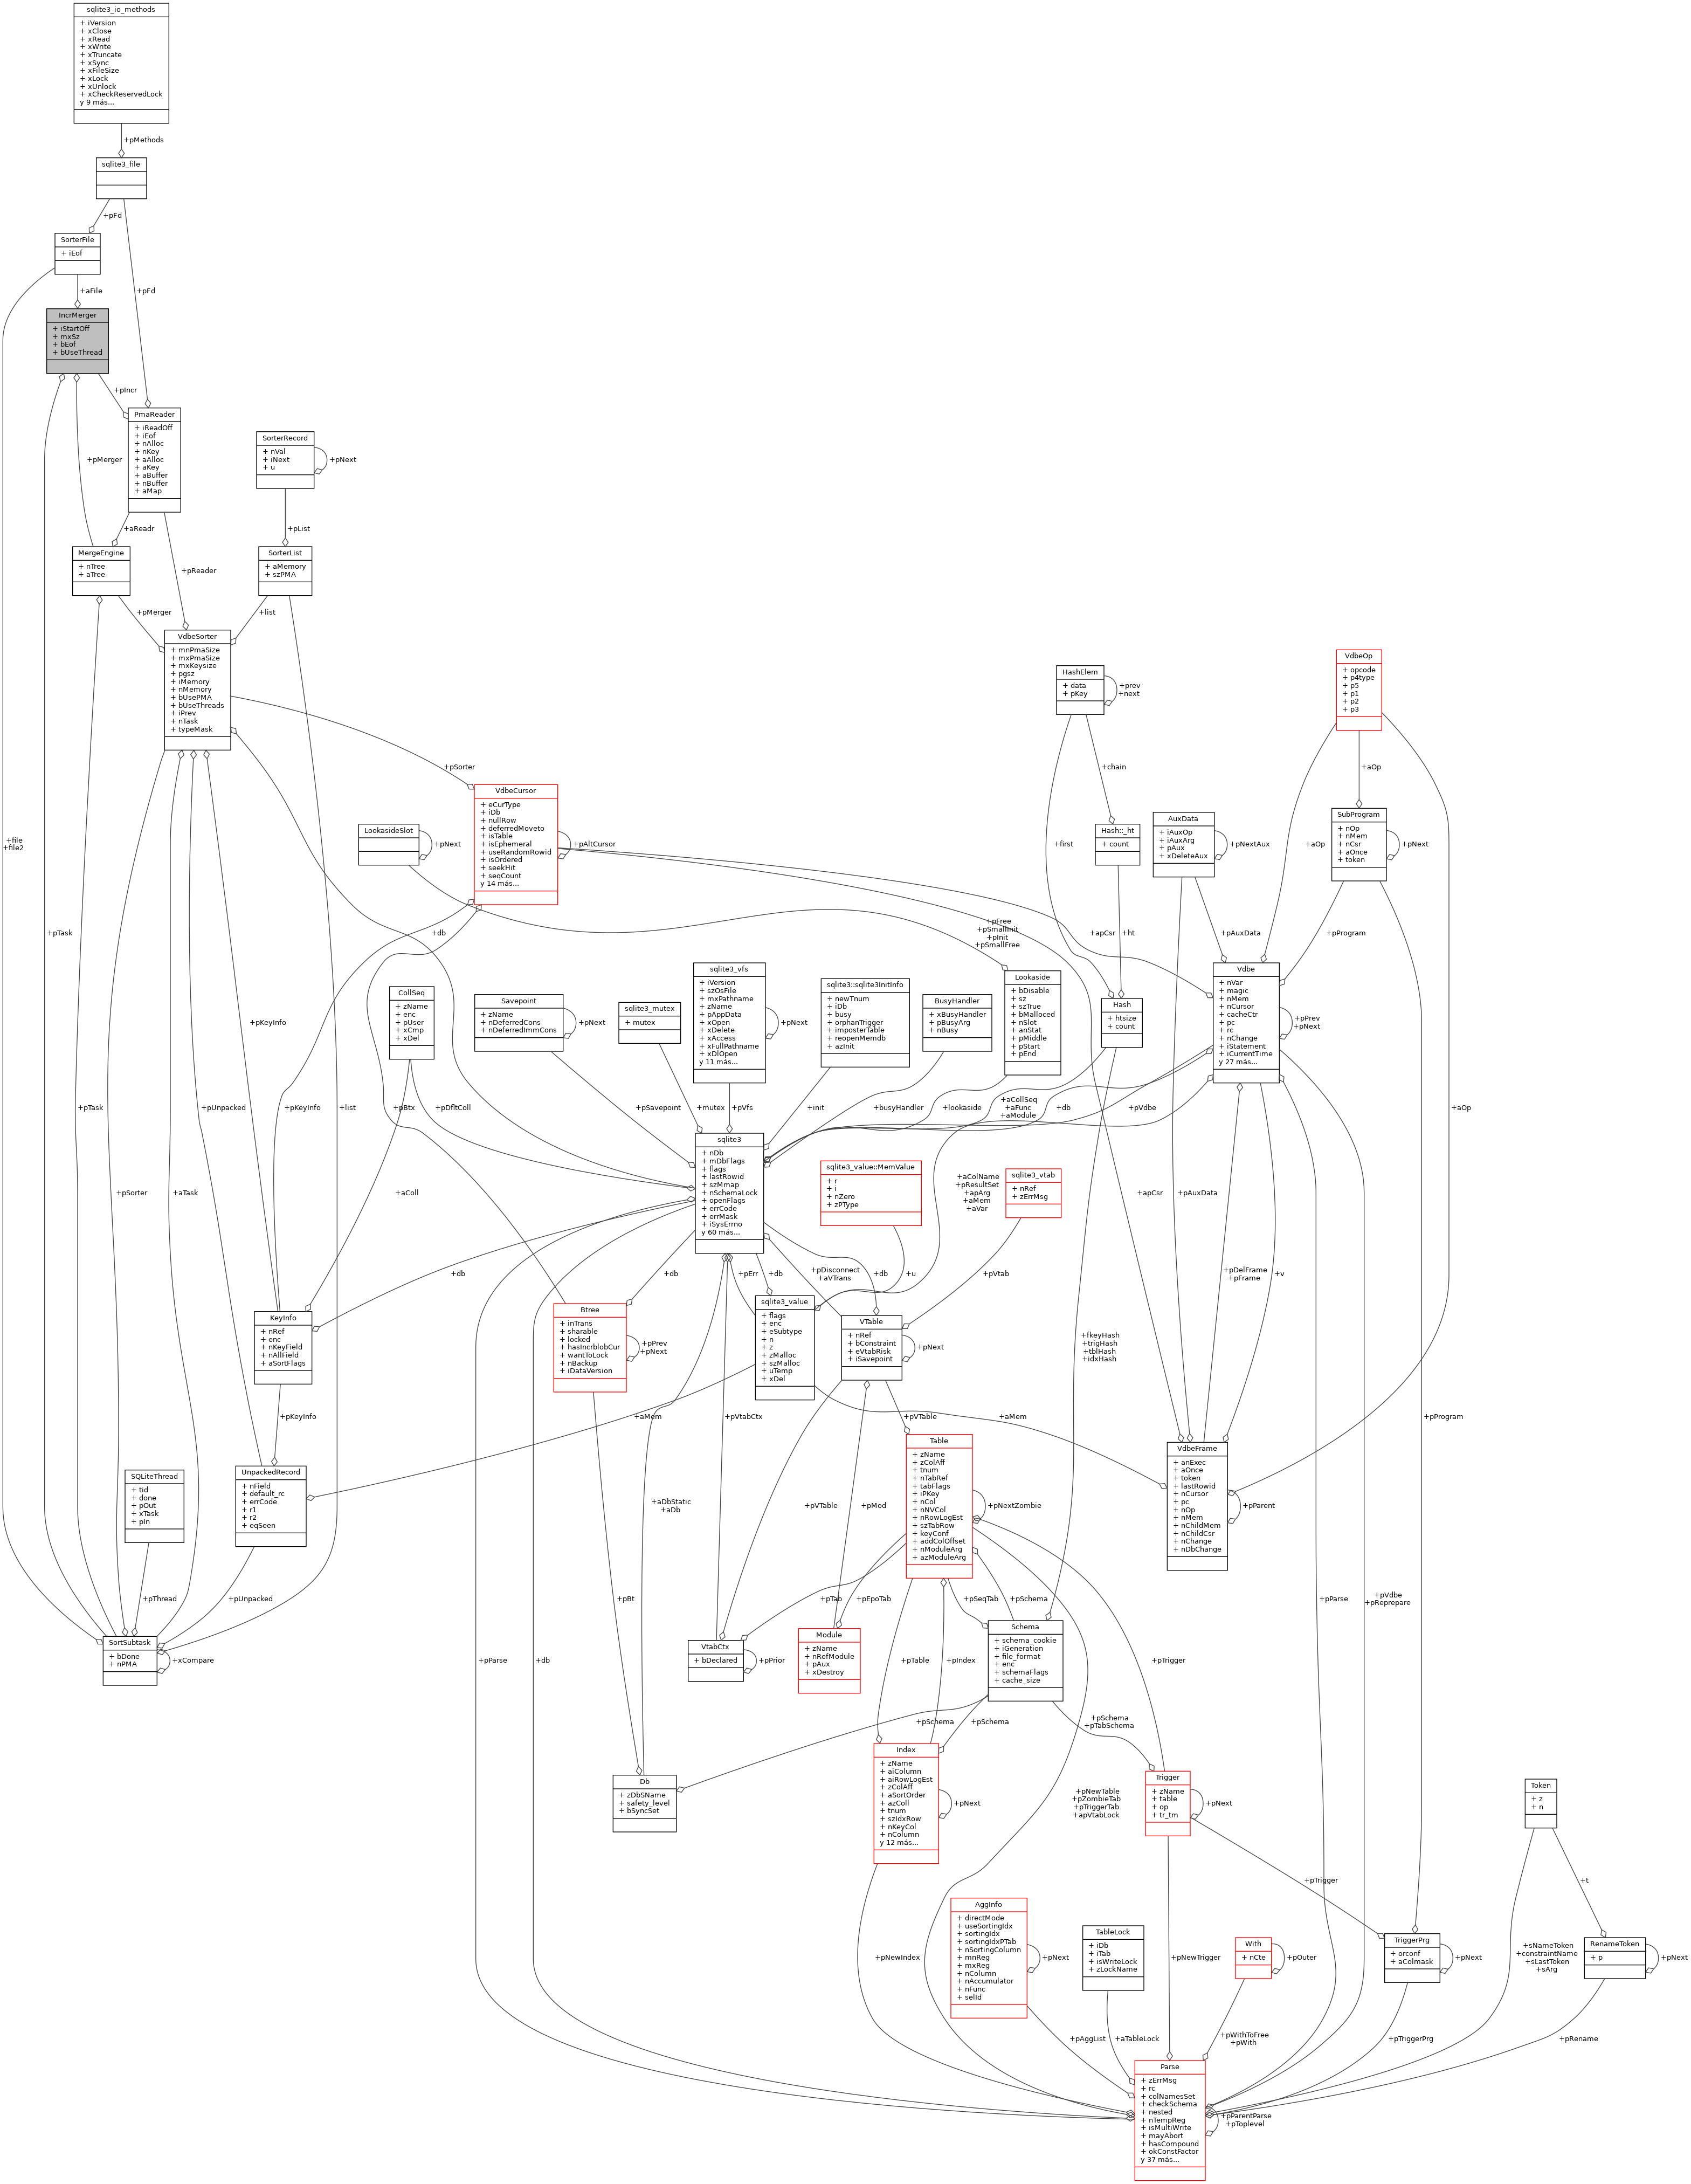 sqlite3_io_methods
+ iVersion
+ xClose
+ xRead
+ xWrite
+ xTruncate
+ xSync
+ xFileSize
+ xLock
+ xUnlock
+ xCheckReservedLock
y 9 más...
+pMethods
sqlite3_file
+pFd
SorterFile
+ iEof
+aFile
+pFd
IncrMerger
+ iStartOff
+ mxSz
+ bEof
+ bUseThread
+pIncr
PmaReader
+ iReadOff
+ iEof
+ nAlloc
+ nKey
+ aAlloc
+ aKey
+ aBuffer
+ nBuffer
+ aMap
+pMerger
SorterRecord
+ nVal
+ iNext
+ u
+pNext
+aReadr
+pList
MergeEngine
+ nTree
+ aTree
SorterList
+ aMemory
+ szPMA
+pReader
+pMerger
+list
VdbeSorter
+ mnPmaSize
+ mxPmaSize
+ mxKeysize
+ pgsz
+ iMemory
+ nMemory
+ bUsePMA
+ bUseThreads
+ iPrev
+ nTask
+ typeMask
HashElem
+ data
+ pKey
+prev
+next
VdbeOp
+ opcode
+ p4type
+ p5
+ p1
+ p2
+ p3
+pSorter
+chain
+aOp
VdbeCursor
+ eCurType
+ iDb
+ nullRow
+ deferredMoveto
+ isTable
+ isEphemeral
+ useRandomRowid
+ isOrdered
+ seekHit
+ seqCount
y 14 más...
+pAltCursor
LookasideSlot
+pNext
+file
+file2
+first
Hash::_ht
+ count
AuxData
+ iAuxOp
+ iAuxArg
+ pAux
+ xDeleteAux
+pNextAux
+aOp
SubProgram
+ nOp
+ nMem
+ nCsr
+ aOnce
+ token
+pNext
+pTask
+db
+pFree
+pSmallInit
+pInit
+pSmallFree
+apCsr
+ht
+pAuxData
+pProgram
+pKeyInfo
CollSeq
+ zName
+ enc
+ pUser
+ xCmp
+ xDel
Savepoint
+ zName
+ nDeferredCons
+ nDeferredImmCons
+pNext
sqlite3_mutex
+ mutex
sqlite3_vfs
+ iVersion
+ szOsFile
+ mxPathname
+ zName
+ pAppData
+ xOpen
+ xDelete
+ xAccess
+ xFullPathname
+ xDlOpen
y 11 más...
+pNext
sqlite3::sqlite3InitInfo
+ newTnum
+ iDb
+ busy
+ orphanTrigger
+ imposterTable
+ reopenMemdb
+ azInit
BusyHandler
+ xBusyHandler
+ pBusyArg
+ nBusy
Lookaside
+ bDisable
+ sz
+ szTrue
+ bMalloced
+ nSlot
+ anStat
+ pMiddle
+ pStart
+ pEnd
Hash
+ htsize
+ count
Vdbe
+ nVar
+ magic
+ nMem
+ nCursor
+ cacheCtr
+ pc
+ rc
+ nChange
+ iStatement
+ iCurrentTime
y 27 más...
+pPrev
+pNext
+pTask
+pUnpacked
+pKeyInfo
+list
+pBtx
+pDfltColl
+pSavepoint
+mutex
+pVfs
+init
+busyHandler
+lookaside
+aCollSeq
+aFunc
+aModule
+db
+pVdbe
+aOp
sqlite3
+ nDb
+ mDbFlags
+ flags
+ lastRowid
+ szMmap
+ nSchemaLock
+ openFlags
+ errCode
+ errMask
+ iSysErrno
y 60 más...
+pSorter
+aTask
+aColl
sqlite3_value::MemValue
+ r
+ i
+ nZero
+ zPType
+aColName
+pResultSet
+apArg
+aMem
+aVar
sqlite3_vtab
+ nRef
+ zErrMsg
+apCsr
+pAuxData
+db
+db
+pErr
+db
+pDisconnect
+aVTrans
+db
+u
+pVtab
+pDelFrame
+pFrame
+v
KeyInfo
+ nRef
+ enc
+ nKeyField
+ nAllField
+ aSortFlags
Btree
+ inTrans
+ sharable
+ locked
+ hasIncrblobCur
+ wantToLock
+ nBackup
+ iDataVersion
+pPrev
+pNext
sqlite3_value
+ flags
+ enc
+ eSubtype
+ n
+ z
+ zMalloc
+ szMalloc
+ uTemp
+ xDel
VTable
+ nRef
+ bConstraint
+ eVtabRisk
+ iSavepoint
+pNext
+fkeyHash
+trigHash
+tblHash
+idxHash
+pKeyInfo
+aMem
+pVtabCtx
+pVTable
+aMem
+pProgram
SQLiteThread
+ tid
+ done
+ pOut
+ xTask
+ pIn
UnpackedRecord
+ nField
+ default_rc
+ errCode
+ r1
+ r2
+ eqSeen
+aDbStatic
+aDb
+pVTable
+pMod
Table
+ zName
+ zColAff
+ tnum
+ nTabRef
+ tabFlags
+ iPKey
+ nCol
+ nNVCol
+ nRowLogEst
+ szTabRow
+ keyConf
+ addColOffset
+ nModuleArg
+ azModuleArg
+pNextZombie
VdbeFrame
+ anExec
+ aOnce
+ token
+ lastRowid
+ nCursor
+ pc
+ nOp
+ nMem
+ nChildMem
+ nChildCsr
+ nChange
+ nDbChange
+pParent
+pThread
+pUnpacked
+pBt
+pTab
+pEpoTab
+pSeqTab
+pSchema
+pParse
+pVdbe
+pReprepare
SortSubtask
+ bDone
+ nPMA
+xCompare
+pParse
+db
VtabCtx
+ bDeclared
+pPrior
Module
+ zName
+ nRefModule
+ pAux
+ xDestroy
+pTable
+pIndex
Schema
+ schema_cookie
+ iGeneration
+ file_format
+ enc
+ schemaFlags
+ cache_size
+pTrigger
+pSchema
+pSchema
+pSchema
+pTabSchema
Db
+ zDbSName
+ safety_level
+ bSyncSet
Index
+ zName
+ aiColumn
+ aiRowLogEst
+ zColAff
+ aSortOrder
+ azColl
+ tnum
+ szIdxRow
+ nKeyCol
+ nColumn
y 12 más...
+pNext
+pNewTable
+pZombieTab
+pTriggerTab
+apVtabLock
Trigger
+ zName
+ table
+ op
+ tr_tm
+pNext
Token
+ z
+ n
+pTrigger
+t
AggInfo
+ directMode
+ useSortingIdx
+ sortingIdx
+ sortingIdxPTab
+ nSortingColumn
+ mnReg
+ mxReg
+ nColumn
+ nAccumulator
+ nFunc
+ selId
+pNext
TableLock
+ iDb
+ iTab
+ isWriteLock
+ zLockName
+pNewIndex
+pNewTrigger
With
+ nCte
+pOuter
TriggerPrg
+ orconf
+ aColmask
+pNext
+sNameToken
+constraintName
+sLastToken
+sArg
RenameToken
+ p
+pNext
+pAggList
+aTableLock
+pWithToFree
+pWith
+pTriggerPrg
+pRename
Parse
+ zErrMsg
+ rc
+ colNamesSet
+ checkSchema
+ nested
+ nTempReg
+ isMultiWrite
+ mayAbort
+ hasCompound
+ okConstFactor
y 37 más...
+pParentParse
+pToplevel